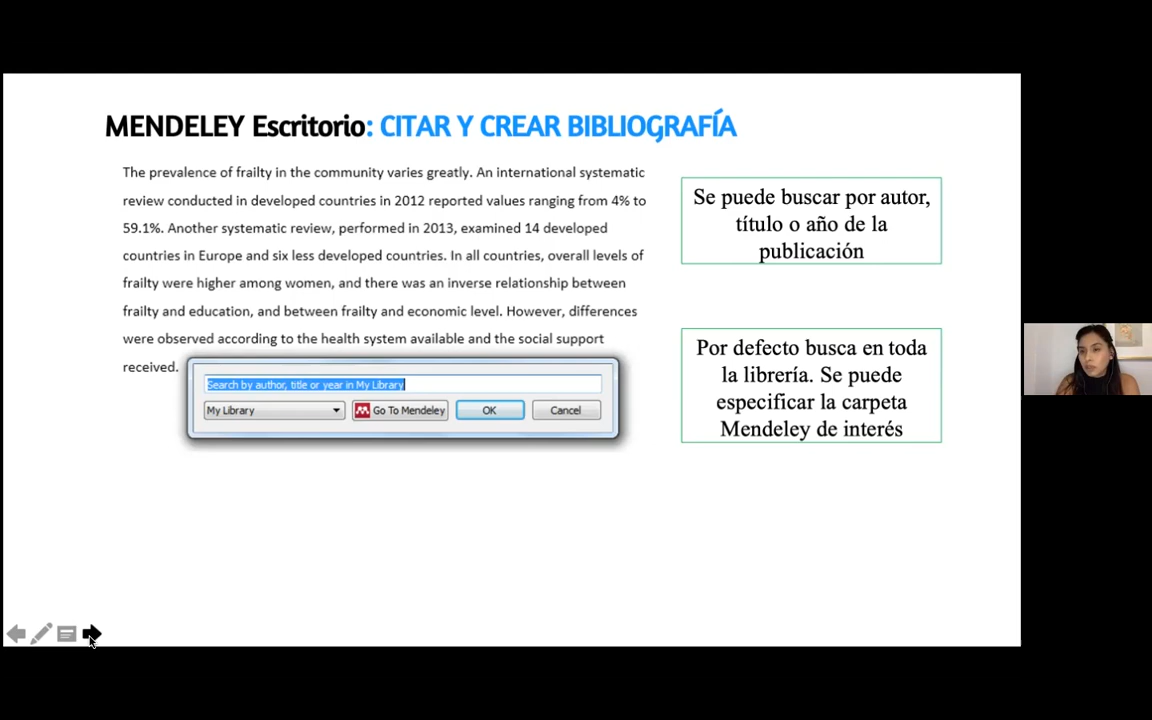 MENDELEY Escritorio: CITAR Y CREAR BIBLIOGRAFÍA
The prevalence of frailty in the community varies greatly. An international systematic
review conducted in developed countries in 2012 reported values ranging from 4% to
59.1%. Another systematic review, performed in 2013, examined 14 developed
countries in Europe and six less developed countries. In all countries, overall levels of
frailty were higher among women, and there was an inverse relationship between
frailty and education, and between frailty and economic level. However, differences
were observed according to the health system available and the social support
received.
Search by author, title or year in My Library
My Library
Go To Mendeley
OK
Cancel
Se puede buscar por autor,
título o año de la
publicación
Por defecto busca en toda
la librería. Se puede
especificar la carpeta
Mendeley de interés